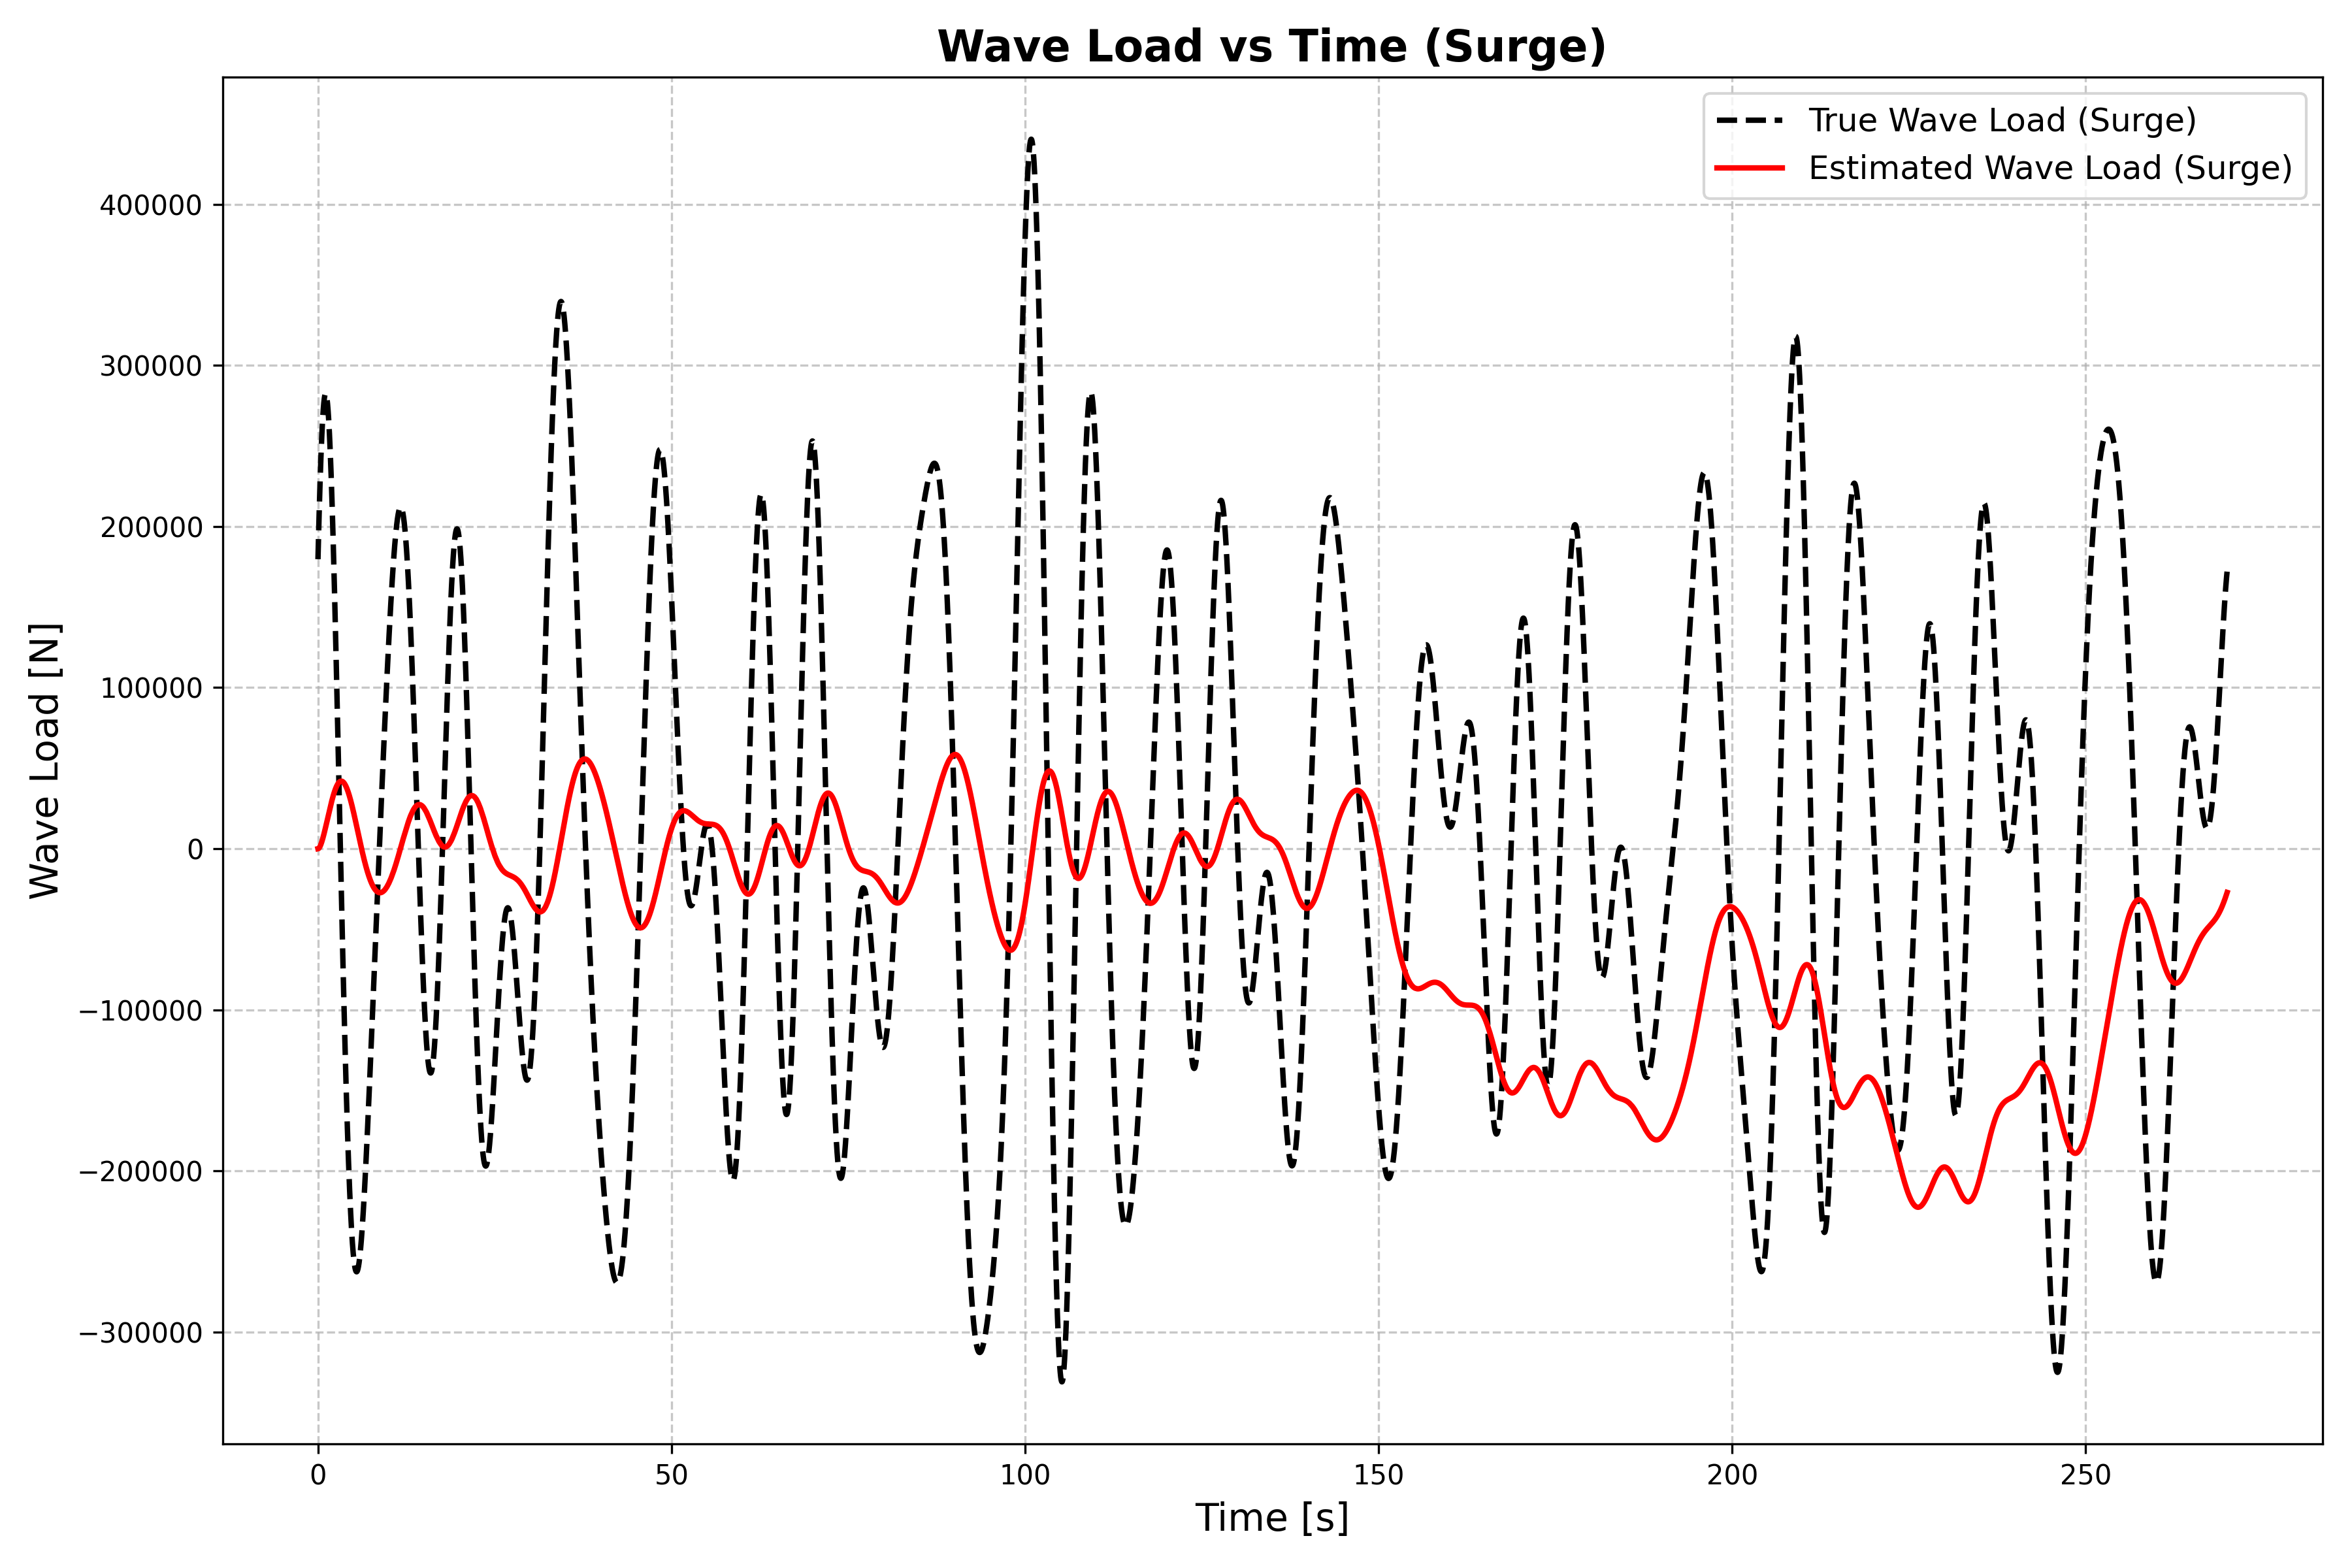 Wave Load vs Time (Surge)
True Wave Load (Surge)
Estimated Wave Load (Surge)
Wave Load [N]
400000
300000
200000
100000
0
−100000
−200000
−300000
0 50 100 150 200 250
Time [s]